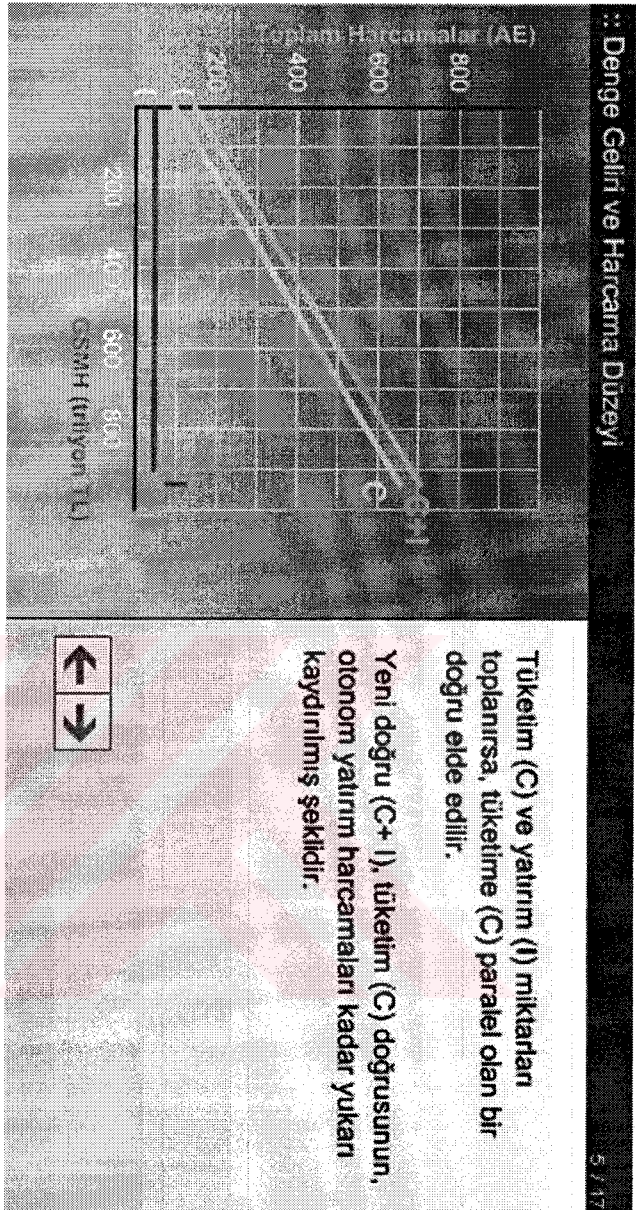 :: Denge Geliri ve Harcama Düzeyi
5 / 17
Toplam Harcamalar (AE)
800
600
400
200
200
600
800
GSMH (trilyon TL)
C+I
C
I
Tüketim (C) ve yatırım (I) miktarları
toplanırsa, tüketime (C) paralel olan bir
doğru elde edilir.
Yeni doğru (C+ I), tüketim (C) doğrusunun,
otonom yatırım harcamaları kadar yukarı
kaydırılmış şeklidir.